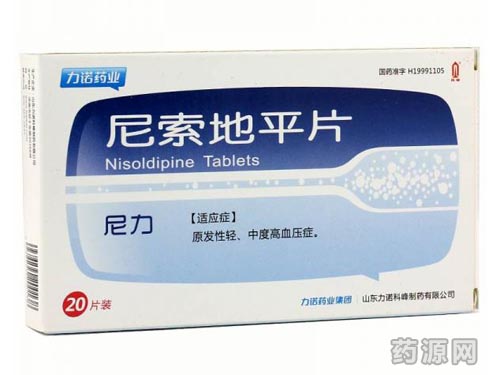 力诺药业
国药准字 H19991105
尼索地平片
Nisoldipine Tablets
尼力
【适应症】
原发性轻、中度高血压症。
20片装
力诺药业集团 | 山东力诺科峰制药有限公司
药源网